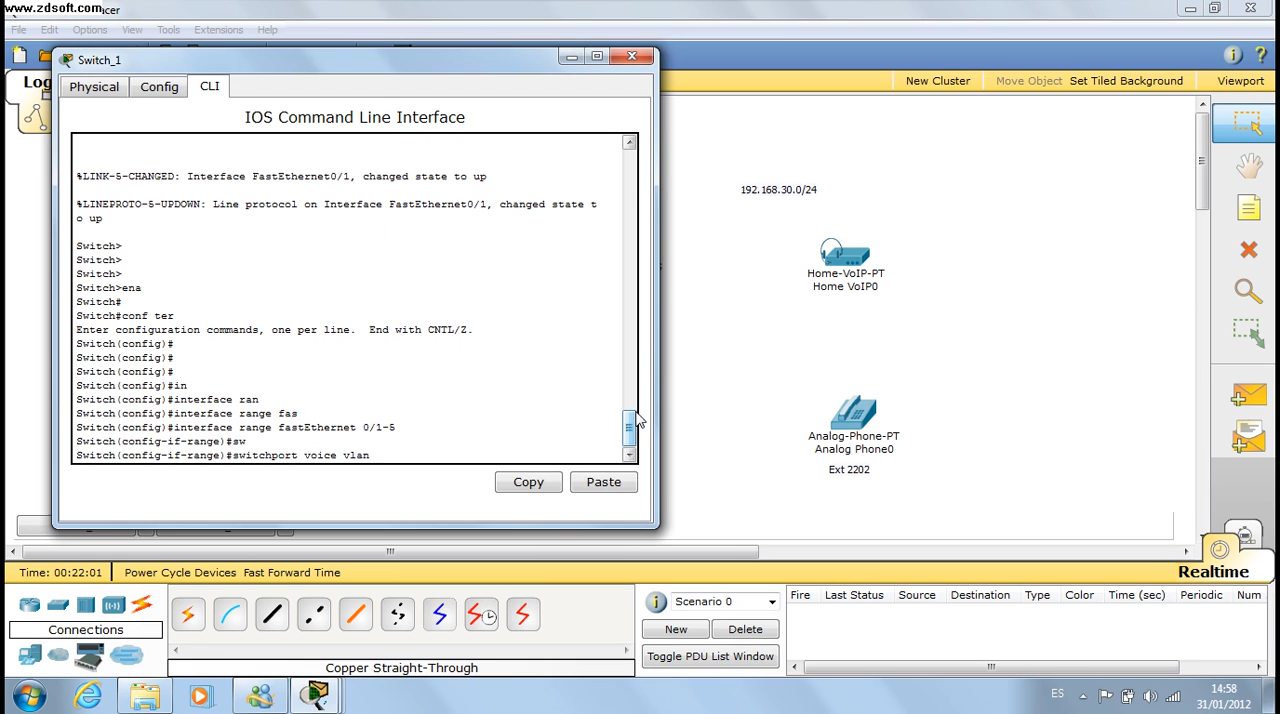 www.zdsoft.com
acer
File Edit Options View Tools Extensions Help
Switch_1
Log
New Cluster Move Object Set Tiled Background Viewport
Physical Config CLI
IOS Command Line Interface
%LINK-5-CHANGED: Interface FastEthernet0/1, changed state to up
%LINEPROTO-5-UPDOWN: Line protocol on Interface FastEthernet0/1, changed state t
o up
Switch>
Switch>
Switch>
Switch>ena
Switch#
Switch#conf ter
Enter configuration commands, one per line.  End with CNTL/Z.
Switch(config)#
Switch(config)#
Switch(config)#
Switch(config)#in
Switch(config)#interface ran
Switch(config)#interface range fas
Switch(config)#interface range fastEthernet 0/1-5
Switch(config-if-range)#sw
Switch(config-if-range)#switchport voice vlan
Copy Paste
192.168.30.0/24
Home-VoIP-PT
Home VoIP0
Analog-Phone-PT
Analog Phone0
Ext 2202
Time: 00:22:01 Power Cycle Devices Fast Forward Time
Realtime
Connections
Copper Straight-Through
Scenario 0
New Delete
Toggle PDU List Window
Fire Last Status Source Destination Type Color Time (sec) Periodic Num
ES
14:58
31/01/2012